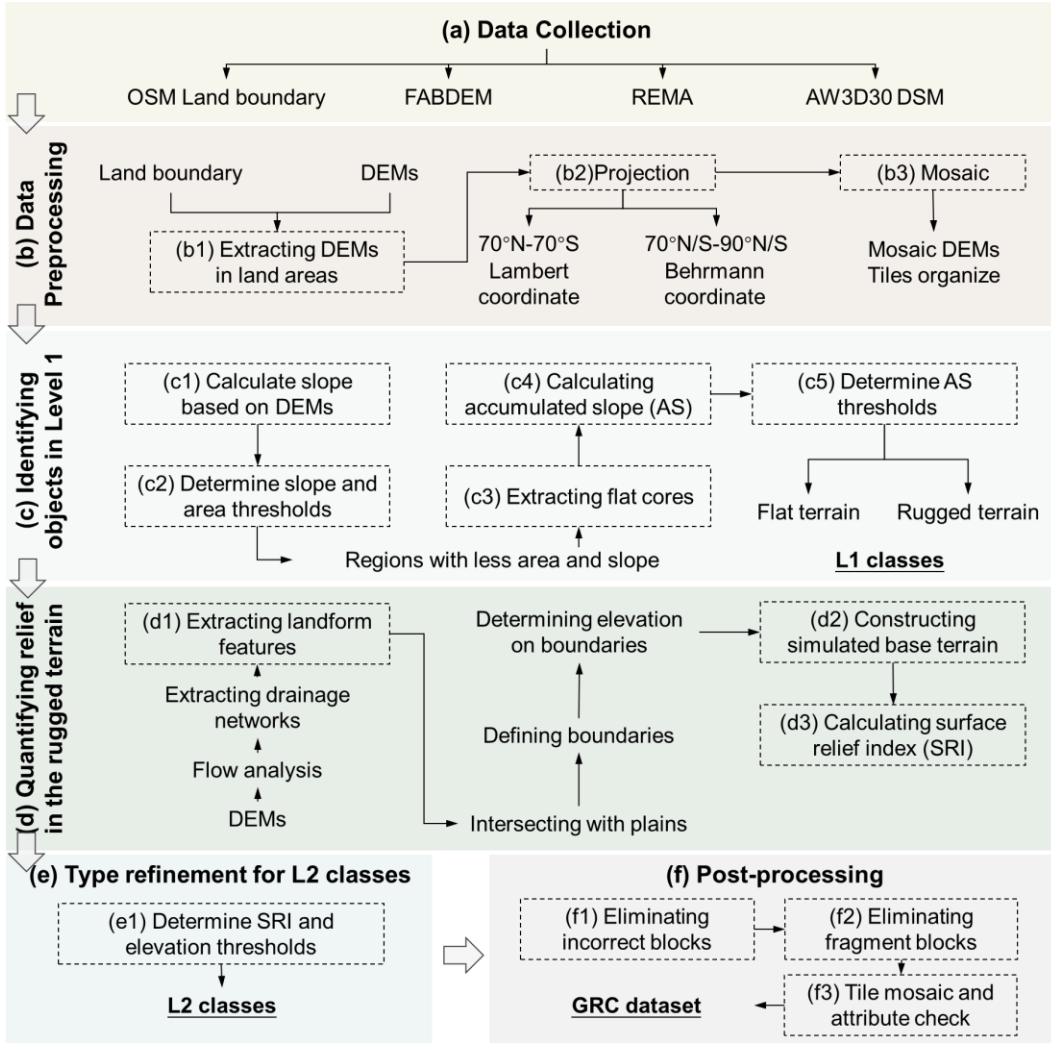 (a) Data Collection
OSM Land boundary
FABDEM
REMA
AW3D30 DSM
(b) Data
Preprocessing
Land boundary
DEMs
(b1) Extracting DEMs
in land areas
(b2)Projection
70°N-70°S
Lambert
coordinate
70°N/S-90°N/S
Behrmann
coordinate
(b3) Mosaic
Mosaic DEMs
Tiles organize
(c) Identifying
objects in Level 1
(c1) Calculate slope
based on DEMs
(c2) Determine slope and
area thresholds
Regions with less area and slope
(c3) Extracting flat cores
(c4) Calculating
accumulated slope (AS)
(c5) Determine AS
thresholds
Flat terrain
Rugged terrain
L1 classes
(d) Quantifying relief
in the rugged terrain
(d1) Extracting landform
features
Extracting drainage
networks
Flow analysis
DEMs
Intersecting with plains
Defining boundaries
Determining elevation
on boundaries
(d2) Constructing
simulated base terrain
(d3) Calculating surface
relief index (SRI)
(e) Type refinement for L2 classes
(e1) Determine SRI and
elevation thresholds
L2 classes
(f) Post-processing
(f1) Eliminating
incorrect blocks
(f2) Eliminating
fragment blocks
(f3) Tile mosaic and
attribute check
GRC dataset